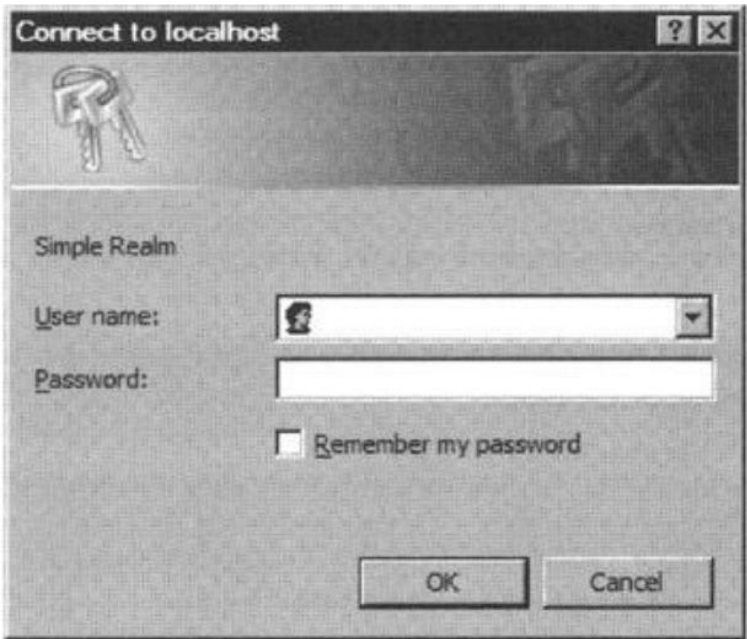 Connect to localhost
Simple Realm
User name:
Password:
Remember my password
OK
Cancel